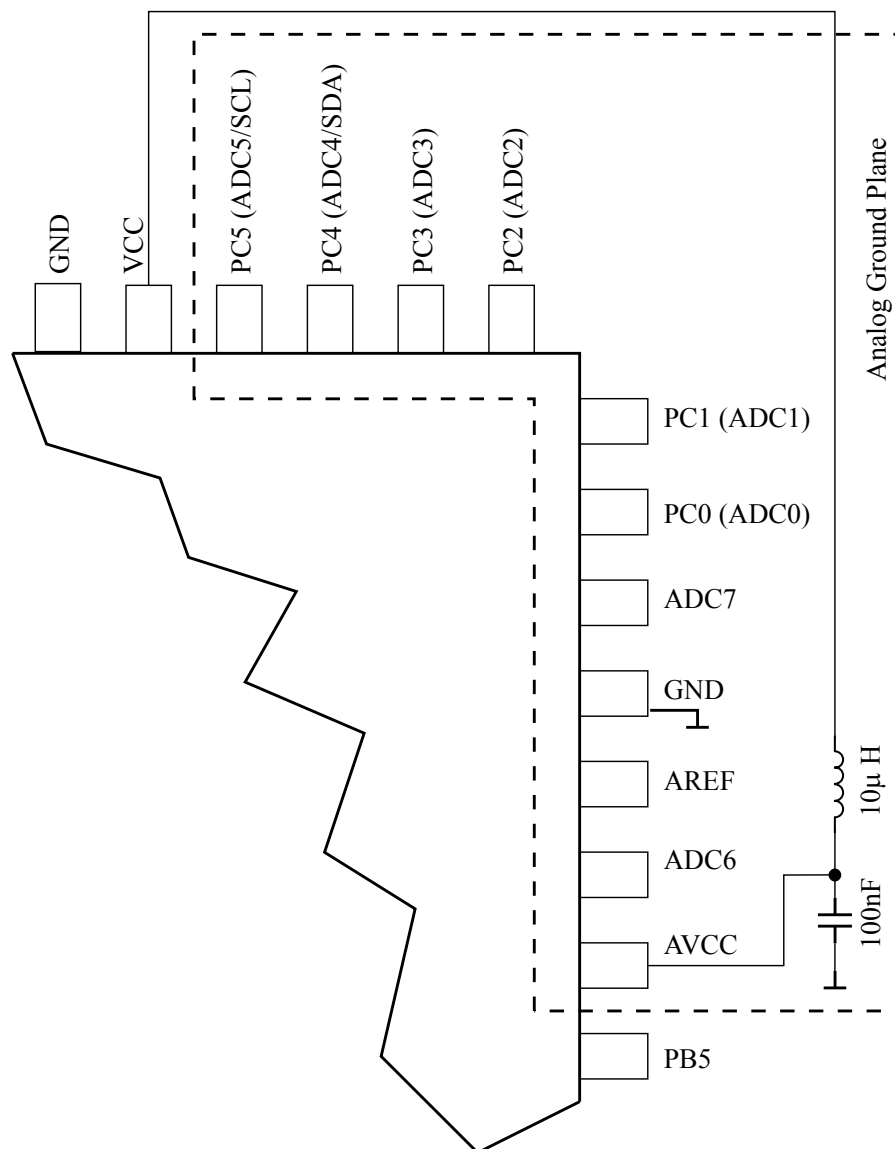 GND
VCC
PC5 (ADC5/SCL)
PC4 (ADC4/SDA)
PC3 (ADC3)
PC2 (ADC2)
Analog Ground Plane
PC1 (ADC1)
PC0 (ADC0)
ADC7
GND
AREF
ADC6
AVCC
PB5
10µ H
100nF